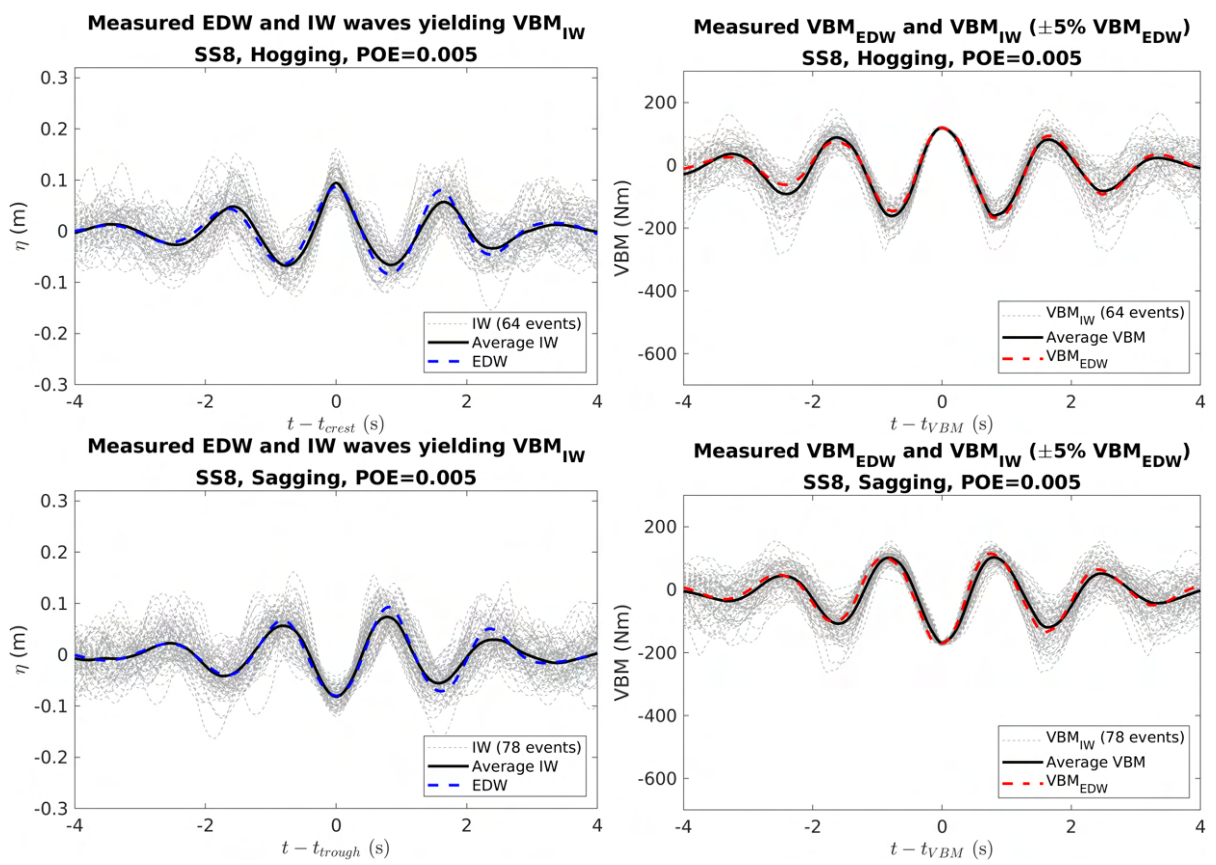 Measured EDW and IW waves yielding VBM_IW
SS8, Hogging, POE=0.005
0.3
0.2
0.1
0
-0.1
-0.2
-0.3
η (m)
IW (64 events)
Average IW
EDW
-4 -2 0 2 4
t − t_crest (s)
Measured VBM_EDW and VBM_IW (±5% VBM_EDW)
SS8, Hogging, POE=0.005
200
0
-200
-400
-600
VBM (Nm)
VBM_IW (64 events)
Average VBM
VBM_EDW
-4 -2 0 2 4
t − t_VBM (s)
Measured EDW and IW waves yielding VBM_IW
SS8, Sagging, POE=0.005
0.3
0.2
0.1
0
-0.1
-0.2
-0.3
η (m)
IW (78 events)
Average IW
EDW
-4 -2 0 2 4
t − t_trough (s)
Measured VBM_EDW and VBM_IW (±5% VBM_EDW)
SS8, Sagging, POE=0.005
200
0
-200
-400
-600
VBM (Nm)
VBM_IW (78 events)
Average VBM
VBM_EDW
-4 -2 0 2 4
t − t_VBM (s)